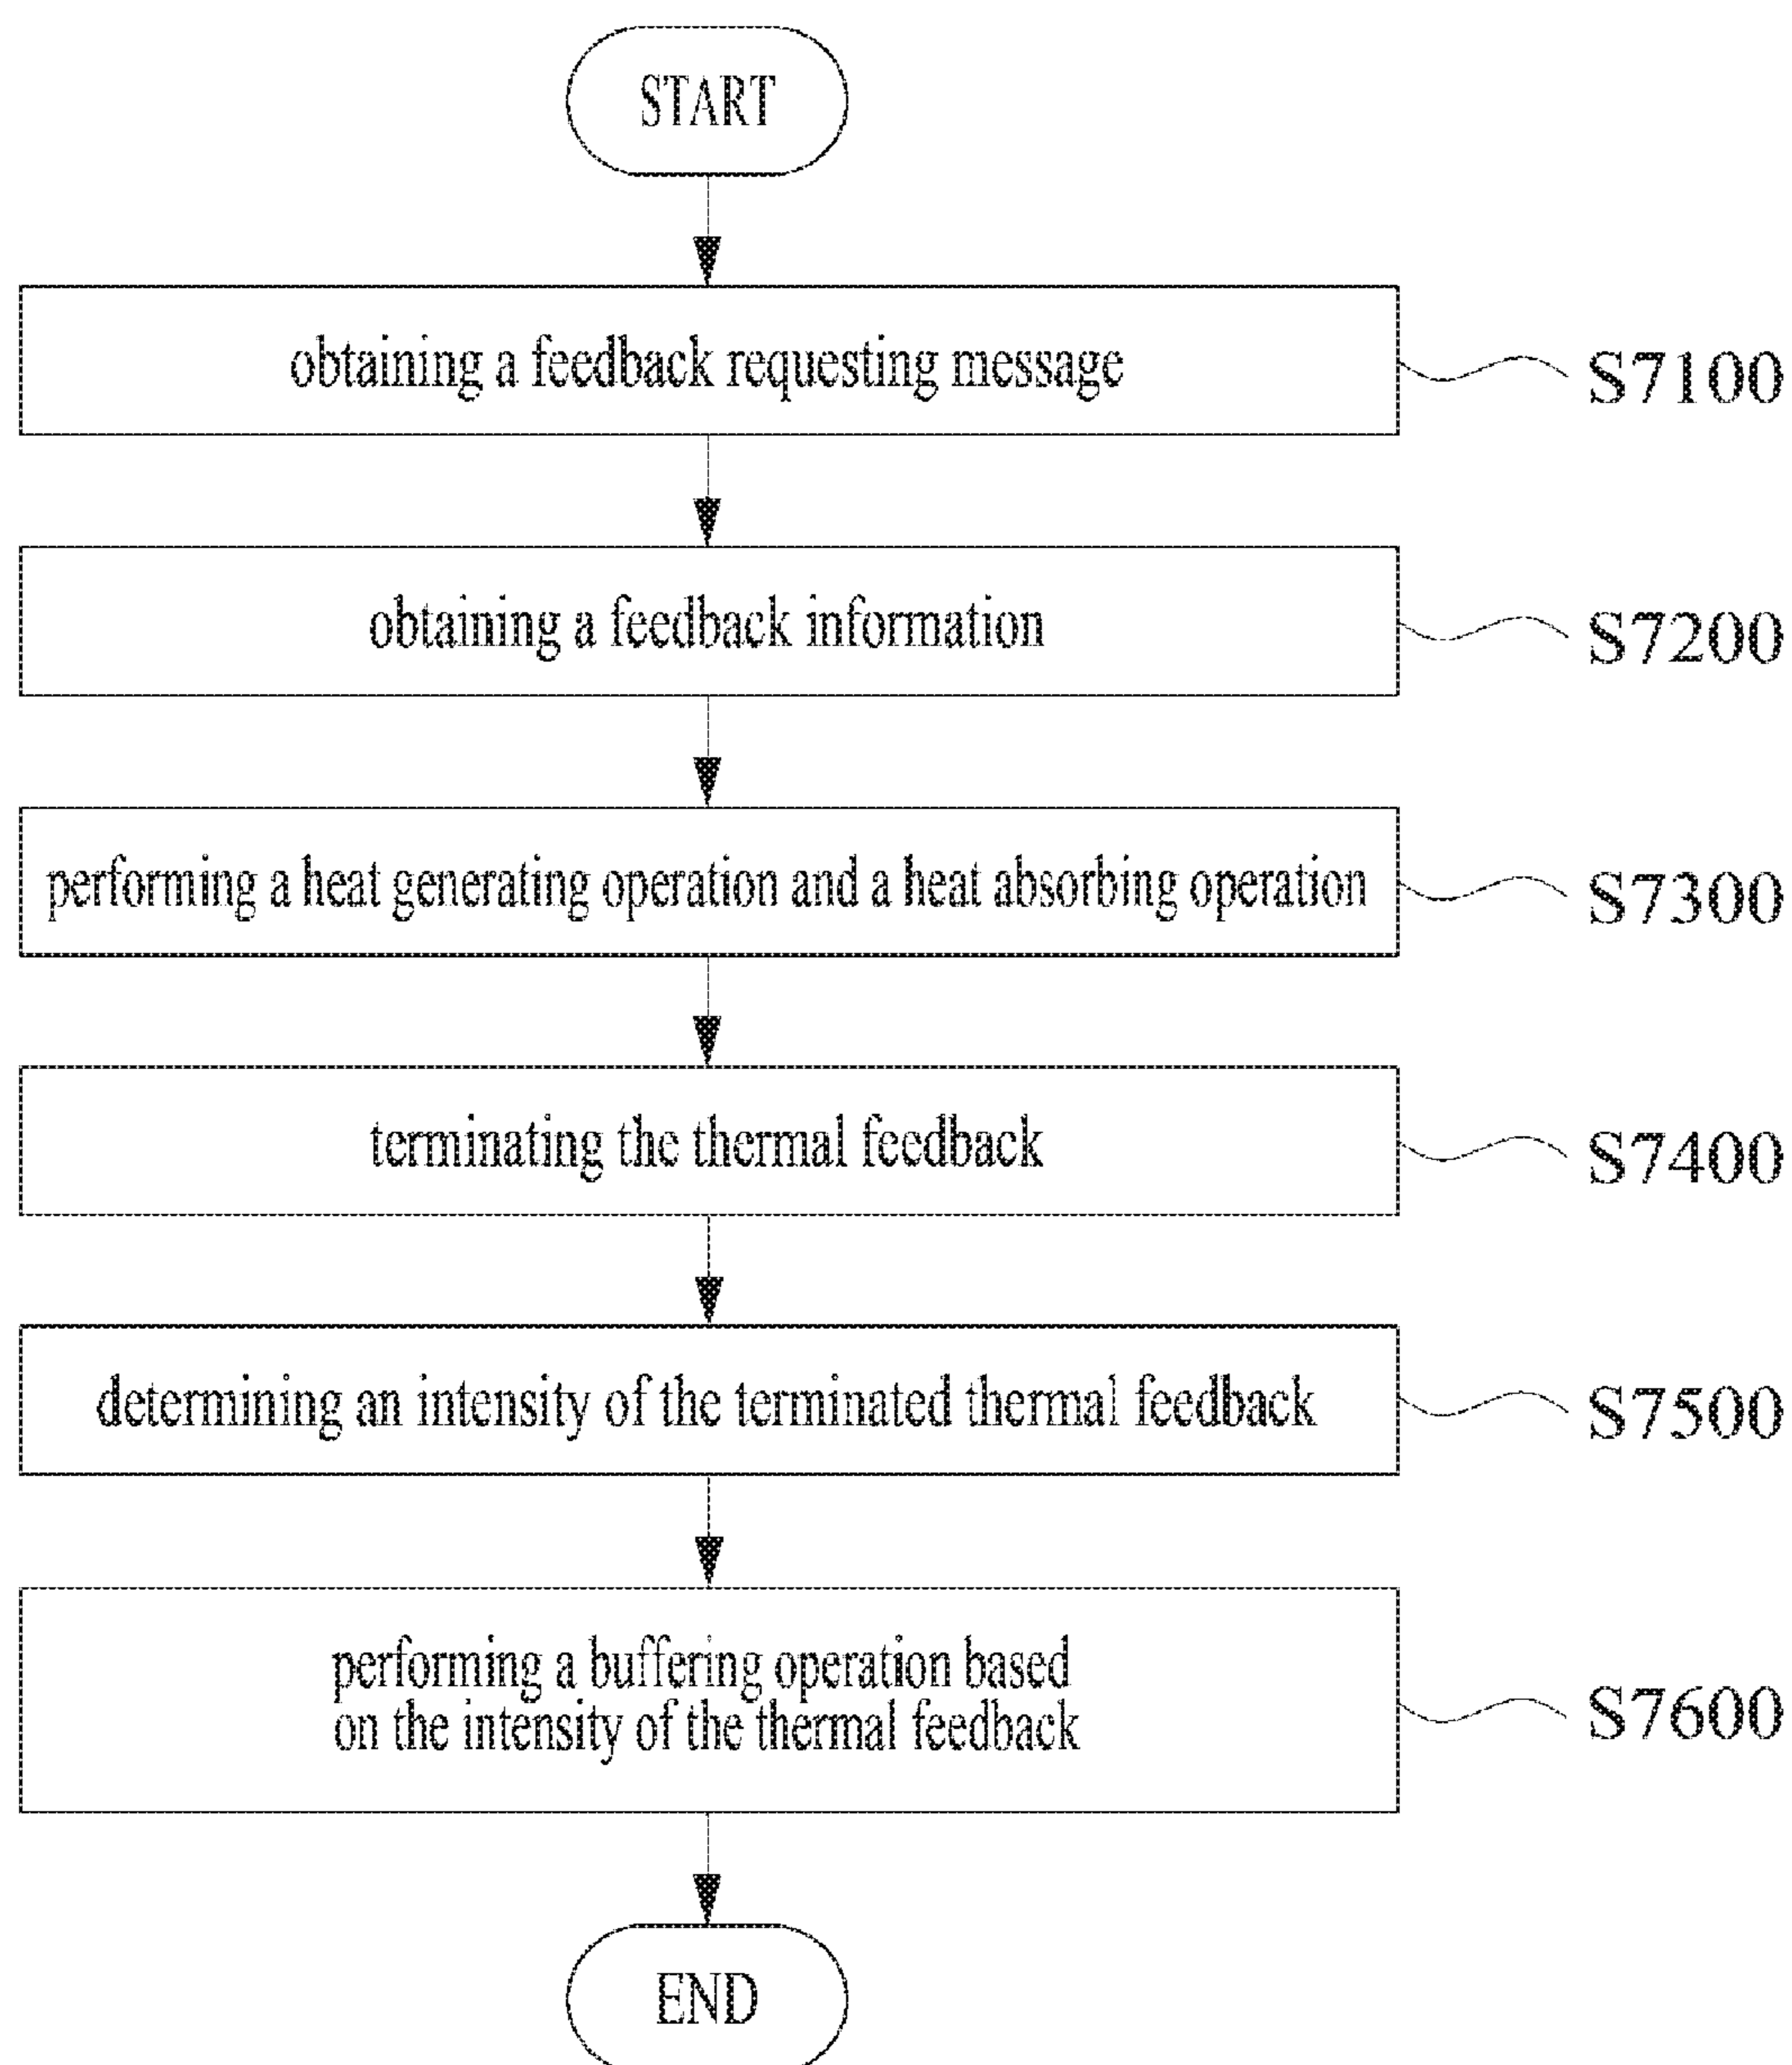 START
obtaining a feedback requesting message
S7100
obtaining a feedback information
S7200
performing a heat generating operation and a heat absorbing operation
S7300
terminating the thermal feedback
S7400
determining an intensity of the terminated thermal feedback
S7500
performing a buffering operation based
on the intensity of the thermal feedback
S7600
END